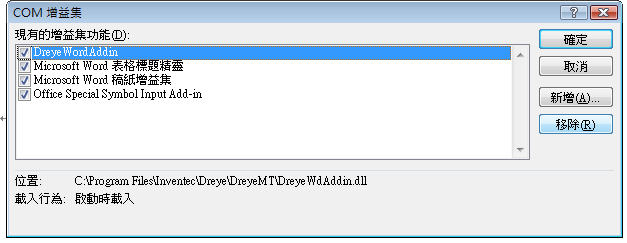 COM 增益集
現有的增益集功能(D):
DreyeWordAddin
Microsoft Word 表格標題精靈
Microsoft Word 稿紙增益集
Office Special Symbol Input Add-in
確定
取消
新增(A)...
移除(R)
位置: C:\Program Files\Inventec\Dreye\DreyeMT\DreyeWdAddin.dll
載入行為: 啟動時載入